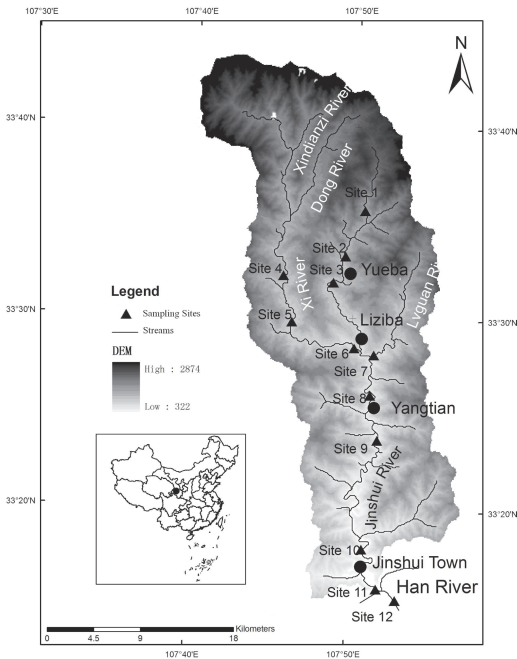 107°30'E
107°40'E
107°50'E
N
33°40'N
33°40'N
Xindianzi River
Dong River
Site 1
Site 2
Site 3
Yueba
Site 4
Xi River
Lvguan Ri
Legend
Sampling Sites
Streams
33°30'N
33°30'N
Site 5
Liziba
DEM
High : 2874
Low : 322
Site 6
Site 7
Site 8
Yangtian
Site 9
Jinshui River
33°20'N
33°20'N
Site 10
Jinshui Town
Site 11
Han River
Site 12
Kilometers
0 4.5 9 18
107°40'E
107°50'E